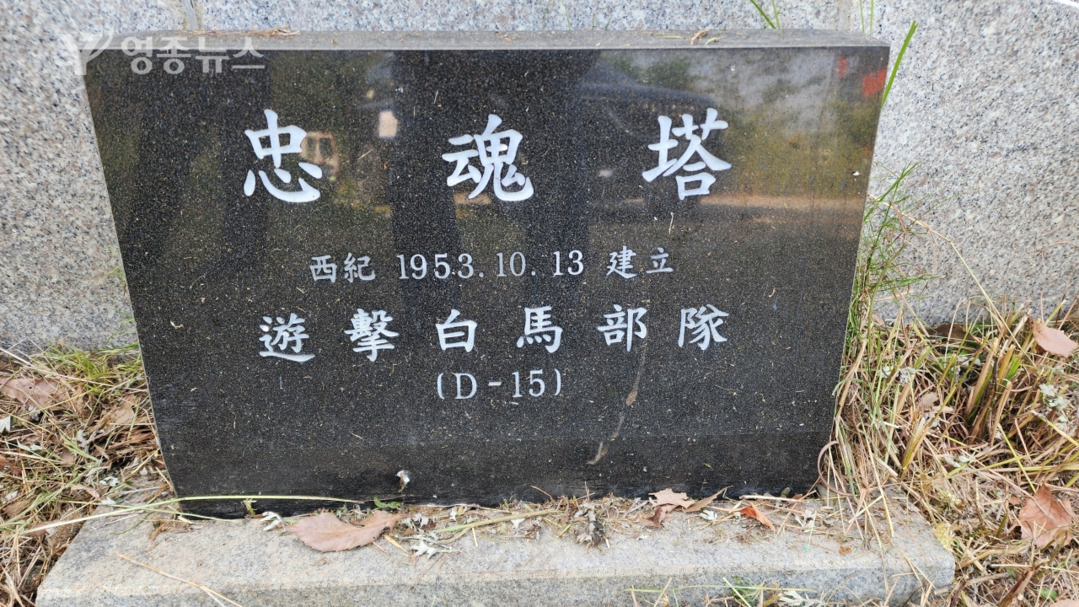 영종뉴스
忠魂塔
西紀 1953.10.13 建立
遊擊白馬部隊
(D-15)